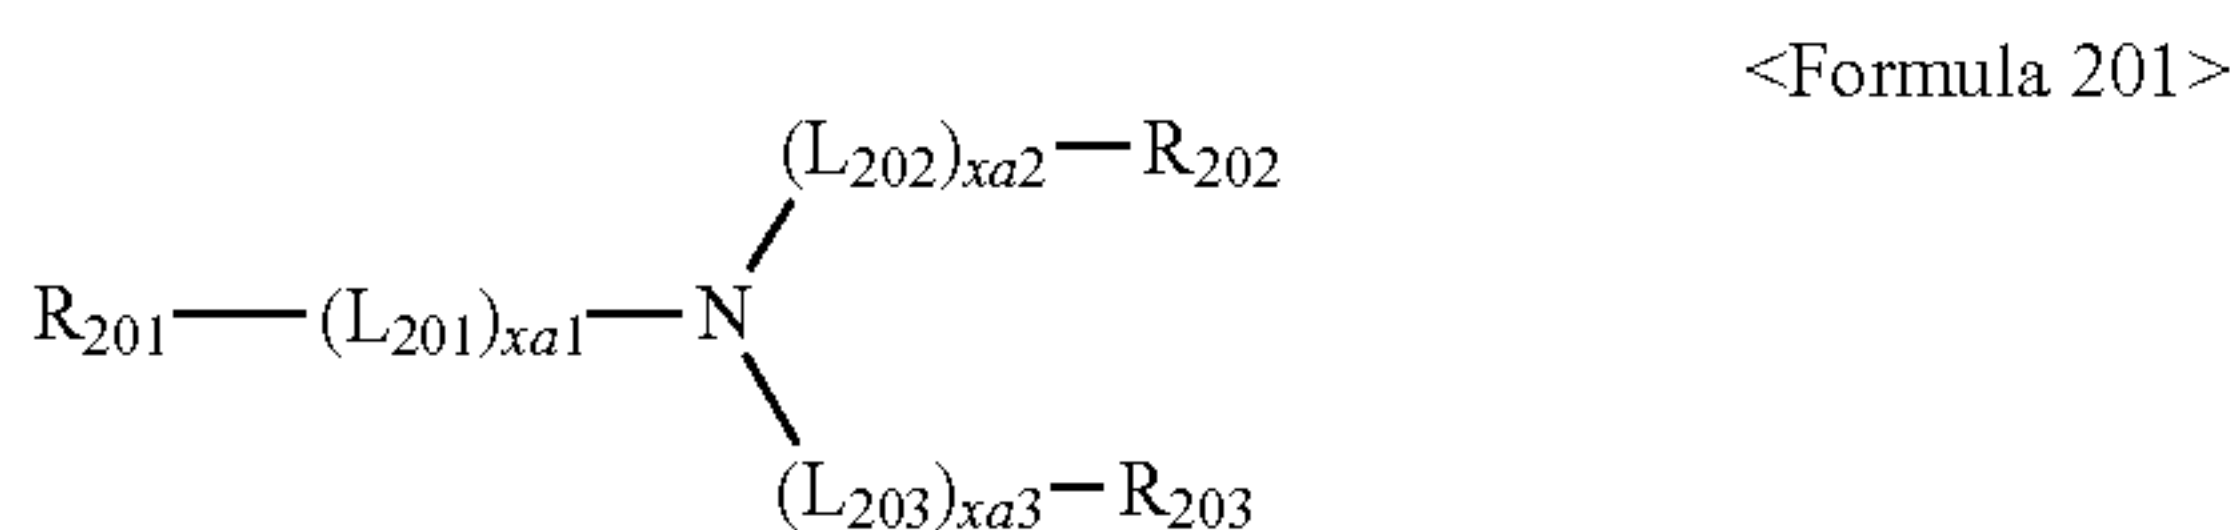 <Formula 201>
(L202)xa2—R202
R201—(L201)xa1—N
(L203)xa3—R203